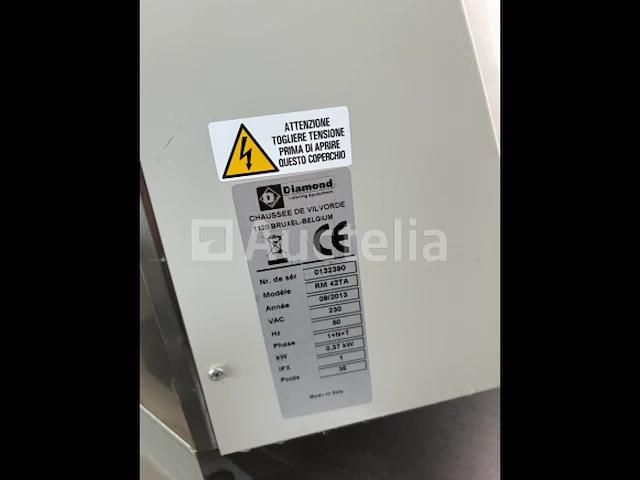 ATTENZIONE
TOGLIERE TENSIONE
PRIMA DI APRIRE
QUESTO COPERCHIO
Diamond
catering equipment
CHAUSSEE DE VILVORDE
1120 BRUXEL-BELGIUM
Auctelia
CE
Nr. de sér 0132390
Modèle RM 42TA
Année 09/2013
VAC 230
Hz 50
Phase 1+N+T
kW 0,37 kW
IPX 1
Poids 36
Made in Italy